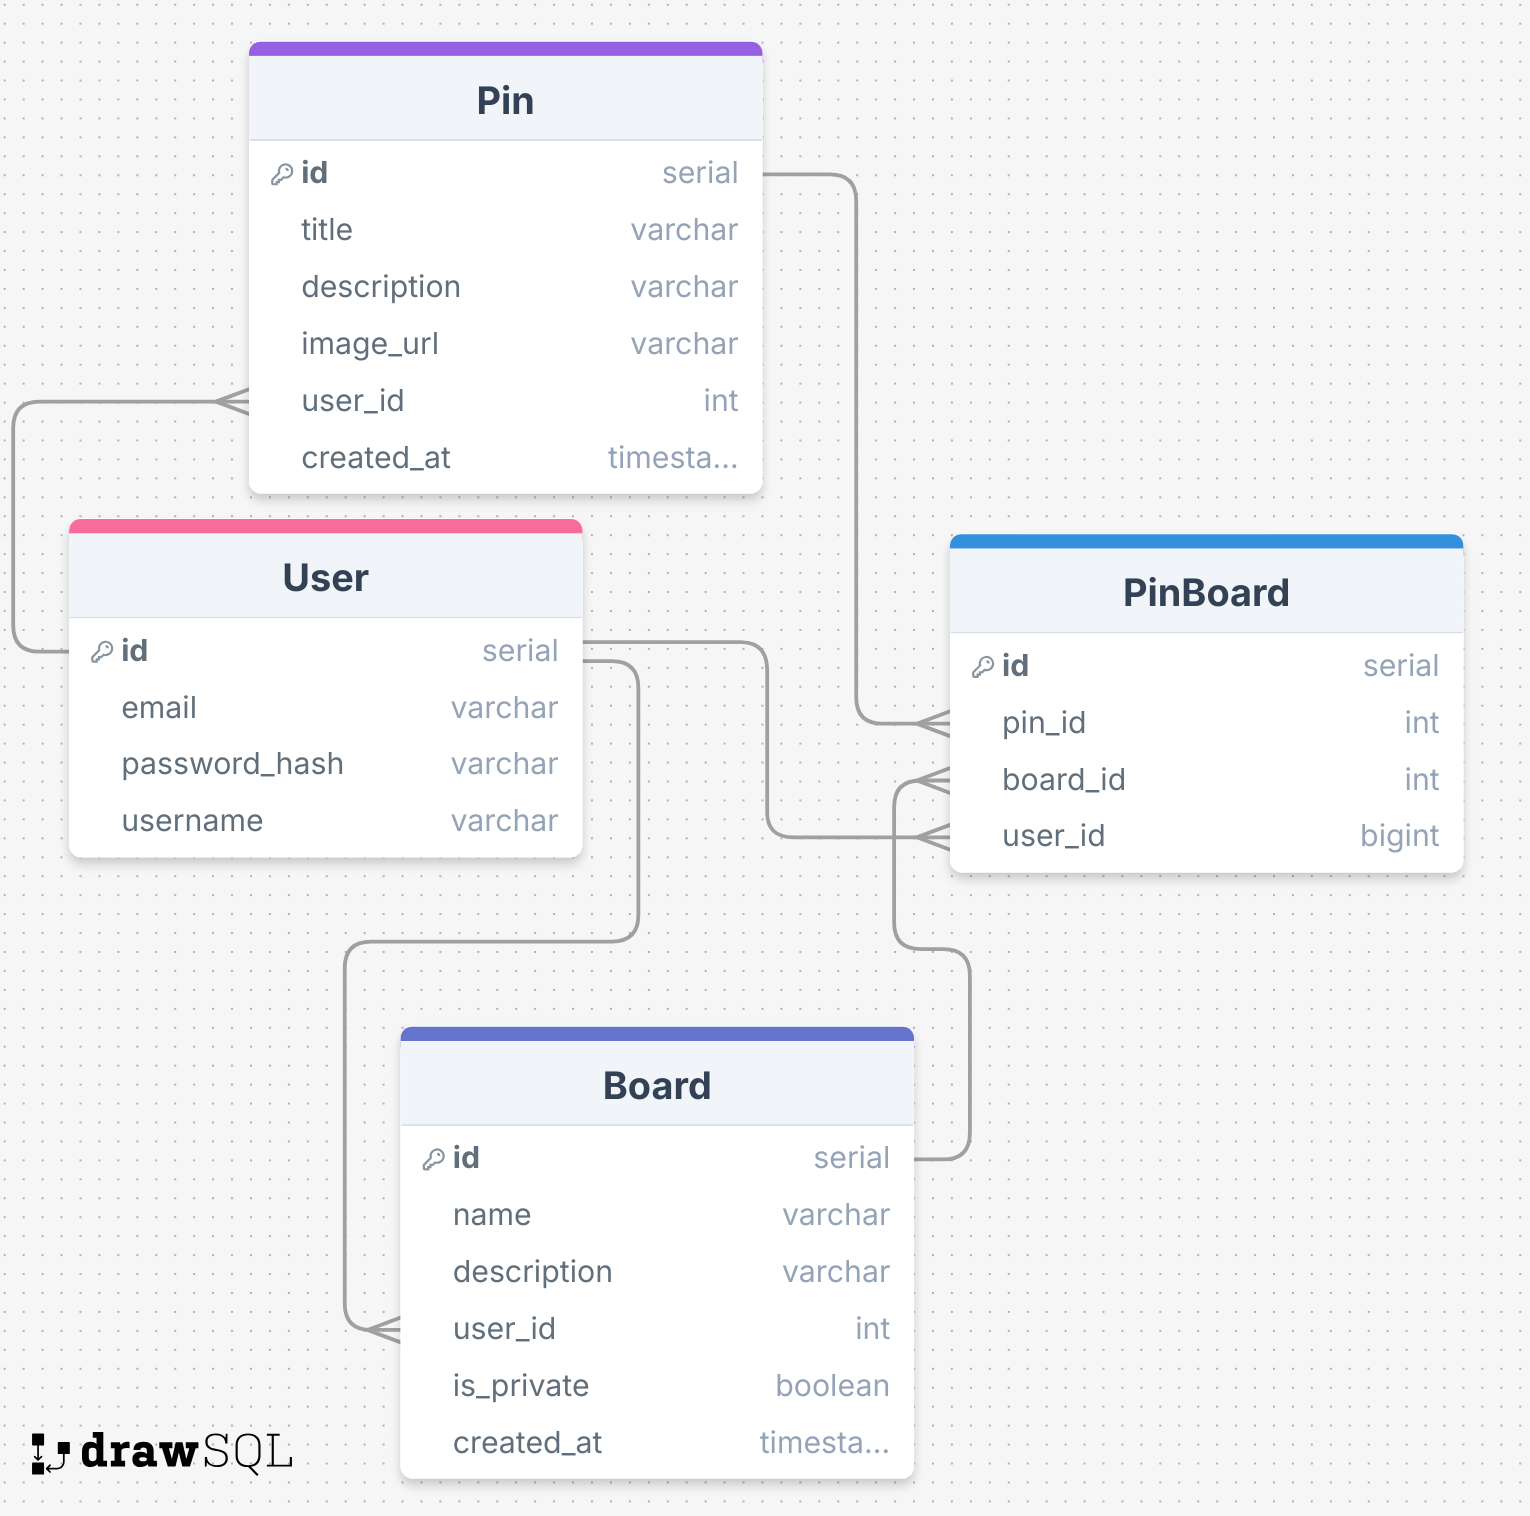 Pin
id serial
title varchar
description varchar
image_url varchar
user_id int
created_at timesta...
User
id serial
email varchar
password_hash varchar
username varchar
PinBoard
id serial
pin_id int
board_id int
user_id bigint
Board
id serial
name varchar
description varchar
user_id int
is_private boolean
created_at timesta...
drawSQL